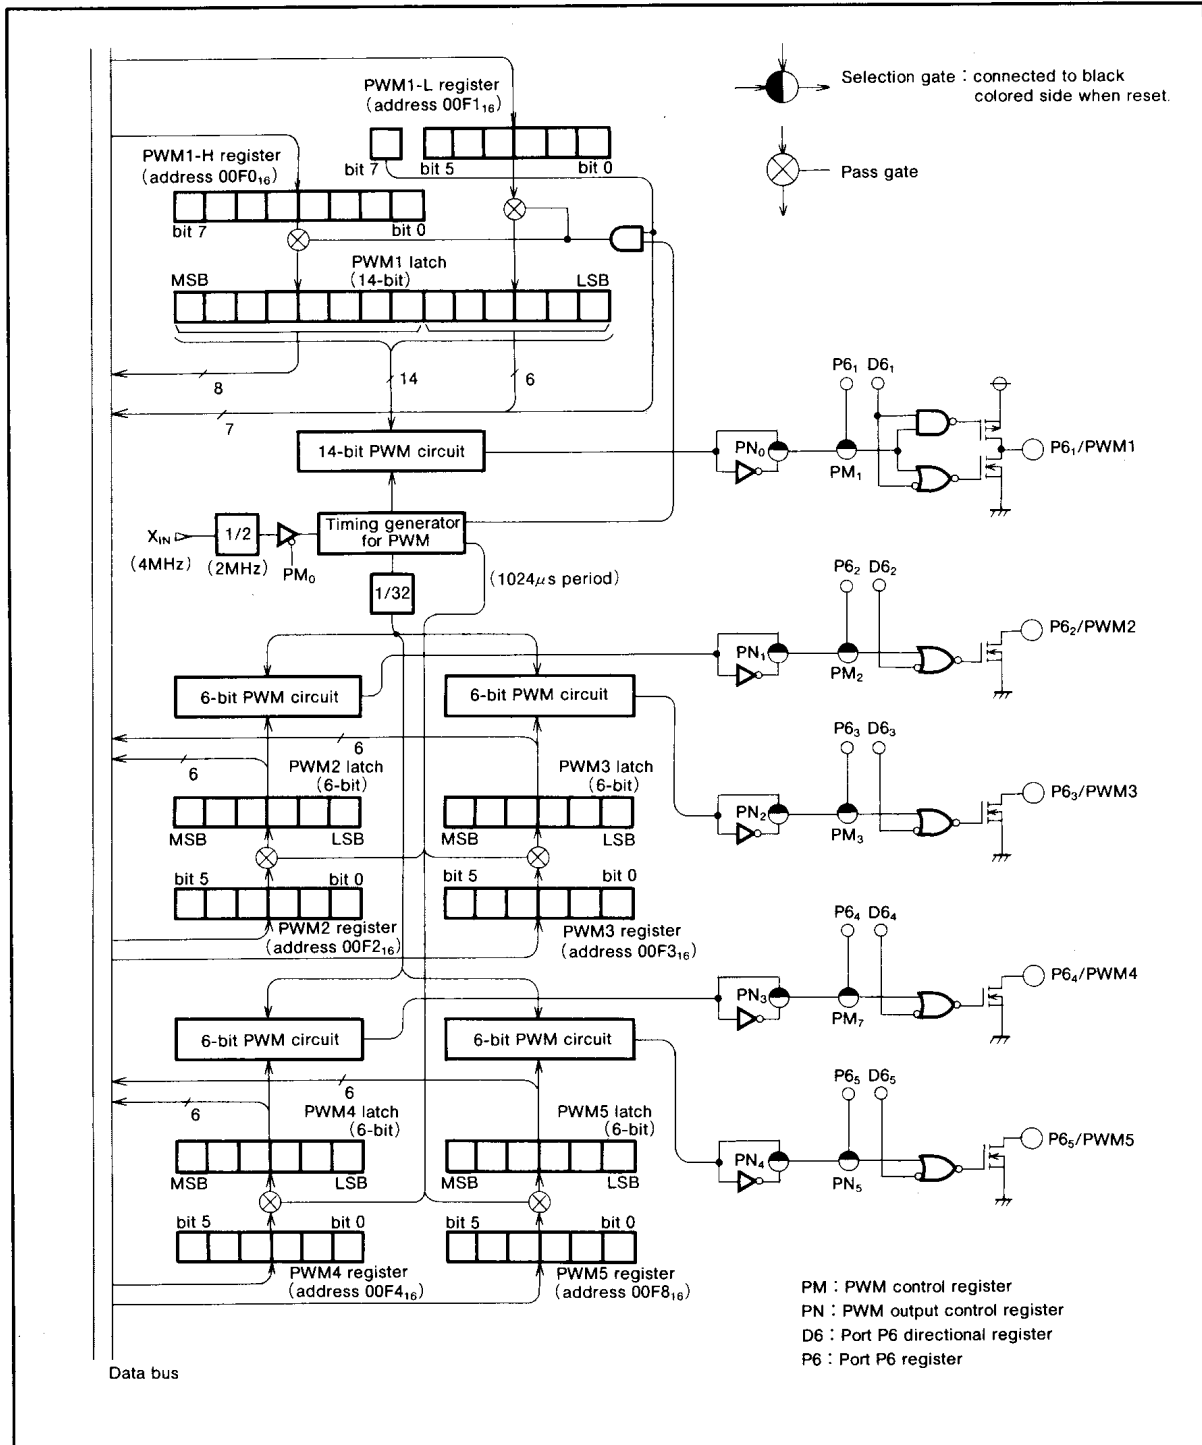 PWM1-L register
(address 00F1₁₆)
Selection gate : connected to black
colored side when reset.
PWM1-H register
(address 00F0₁₆)
bit 7
bit 5
bit 0
Pass gate
bit 7
bit 0
PWM1 latch
(14-bit)
MSB
LSB
8
14
6
7
P6₁
D6₁
14-bit PWM circuit
PN₀
PM₁
P6₁/PWM1
X_IN
(4MHz)
1/2
(2MHz)
PM₀
Timing generator
for PWM
(1024μs period)
1/32
P6₂
D6₂
PN₁
PM₂
P6₂/PWM2
6-bit PWM circuit
6-bit PWM circuit
6
6
PWM2 latch
(6-bit)
PWM3 latch
(6-bit)
P6₃
D6₃
PN₂
PM₃
P6₃/PWM3
MSB
LSB
MSB
LSB
bit 5
bit 0
bit 5
bit 0
PWM2 register
(address 00F2₁₆)
PWM3 register
(address 00F3₁₆)
P6₄
D6₄
PN₃
PM₇
P6₄/PWM4
6-bit PWM circuit
6-bit PWM circuit
6
6
PWM4 latch
(6-bit)
PWM5 latch
(6-bit)
P6₅
D6₅
PN₄
PN₅
P6₅/PWM5
MSB
LSB
MSB
LSB
bit 5
bit 0
bit 5
bit 0
PWM4 register
(address 00F4₁₆)
PWM5 register
(address 00F8₁₆)
PM : PWM control register
PN : PWM output control register
D6 : Port P6 directional register
P6 : Port P6 register
Data bus